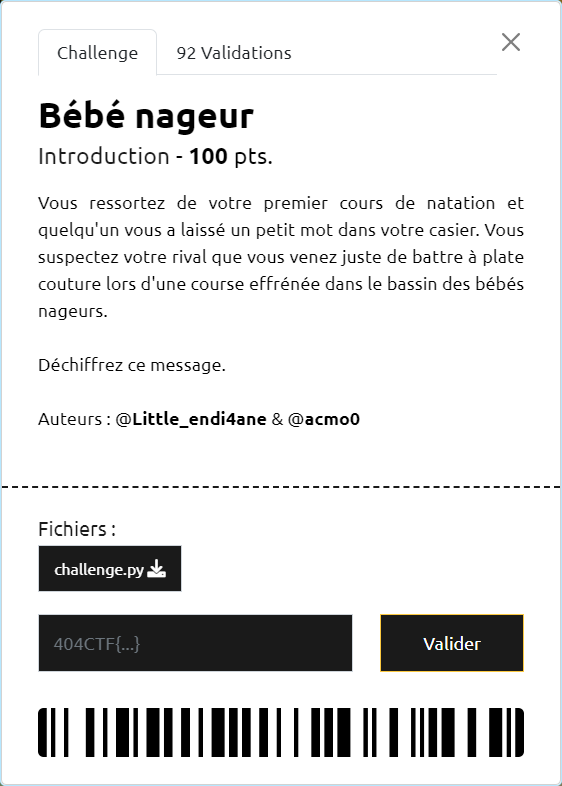 Challenge
92 Validations
Bébé nageur
Introduction - 100 pts.
Vous ressortez de votre premier cours de natation et
quelqu'un vous a laissé un petit mot dans votre casier. Vous
suspectez votre rival que vous venez juste de battre à plate
couture lors d'une course effrénée dans le bassin des bébés
nageurs.
Déchiffrez ce message.
Auteurs : @Little_endi4ane & @acmo0
Fichiers :
challenge.py
404CTF{...}
Valider